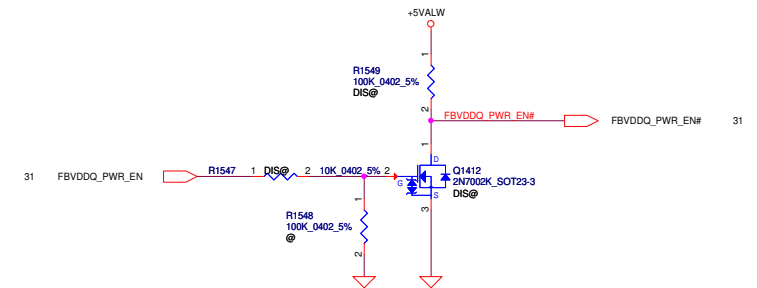 +5VALW
1
R1549
100K_0402_5%
DIS@
2
FBVDDQ_PWR_EN#
FBVDDQ_PWR_EN#
31
1
D
31
FBVDDQ_PWR_EN
R1547
1
DIS@
2
10K_0402_5%
2
G
S
Q1412
2N7002K_SOT23-3
DIS@
3
1
R1548
100K_0402_5%
@
2